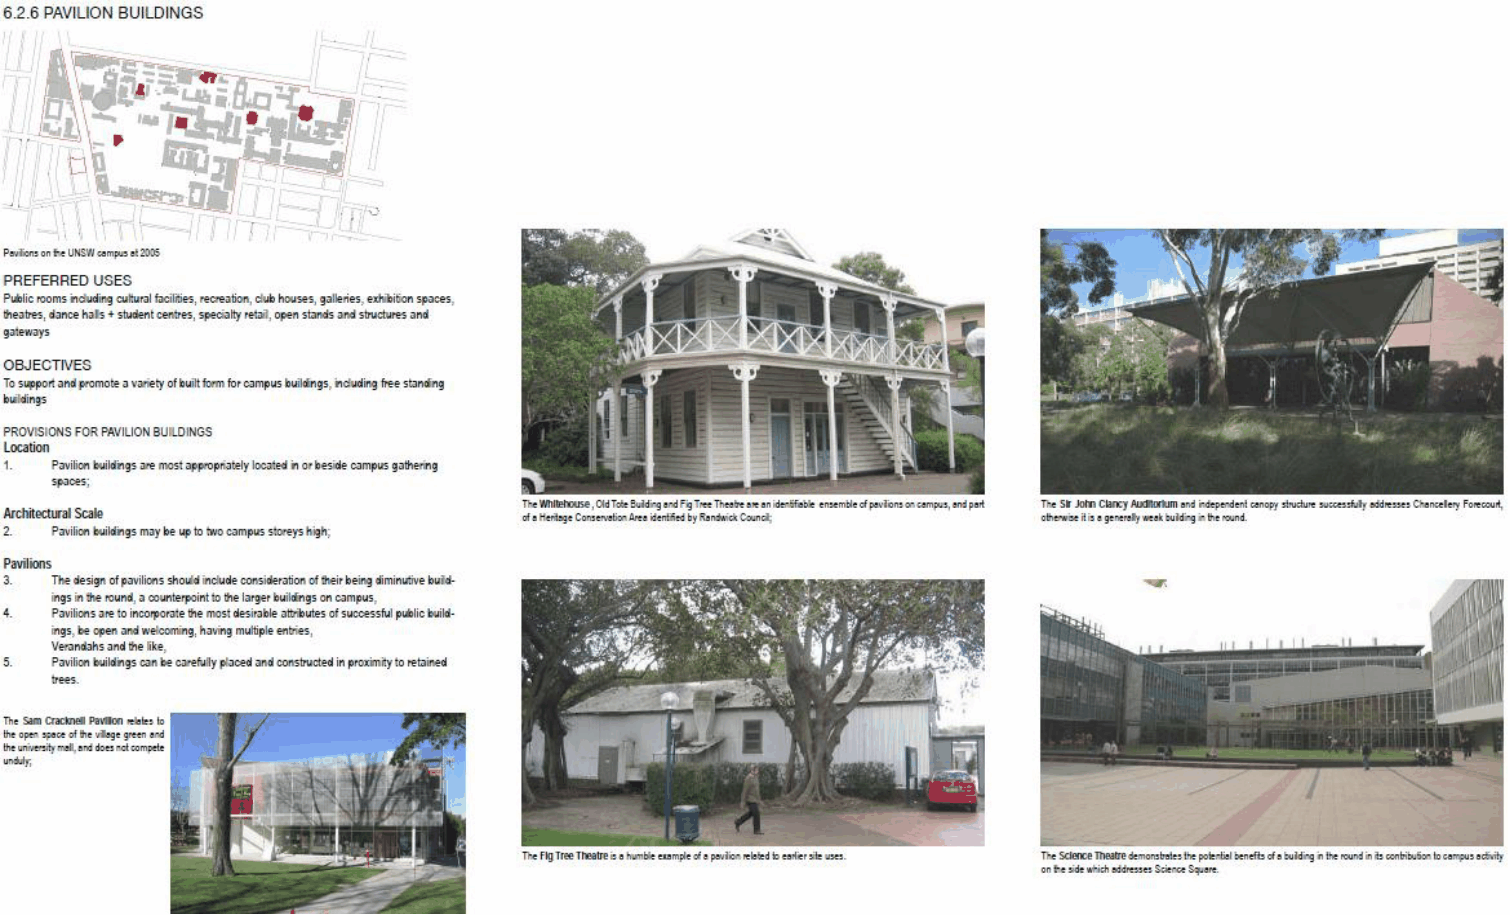 6.2.6 PAVILION BUILDINGS
Pavilions on the UNSW campus at 2005
PREFERRED USES
Public rooms including cultural facilities, recreation, club houses, galleries, exhibition spaces,
theatres, dance halls + student centres, specialty retail, open stands and structures and
gateways
OBJECTIVES
To support and promote a variety of built form for campus buildings, including free standing
buildings
PROVISIONS FOR PAVILION BUILDINGS
Location
1. Pavilion buildings are most appropriately located in or beside campus gathering
spaces;
Architectural Scale
2. Pavilion buildings may be up to two campus storeys high;
Pavilions
3. The design of pavilions should include consideration of their being diminutive build-
ings in the round, a counterpoint to the larger buildings on campus,
4. Pavilions are to incorporate the most desirable attributes of successful public build-
ings, be open and welcoming, having multiple entries,
Verandahs and the like,
5. Pavilion buildings can be carefully placed and constructed in proximity to retained
trees.
The Sam Cracknell Pavilion relates to
the open space of the village green and
the university mall, and does not compete
unduly;
The Whitehouse , Old Tote Building and Fig Tree Theatre are an identifiable ensemble of pavilions on campus, and part
of a Heritage Conservation Area identified by Randwick Council;
The Fig Tree Theatre is a humble example of a pavilion related to earlier site uses.
The Sir John Clancy Auditorium and independent canopy structure successfully addresses Chancellery Forecourt,
otherwise it is a generally weak building in the round.
The Science Theatre demonstrates the potential benefits of a building in the round in its contribution to campus activity
on the side which addresses Science Square.